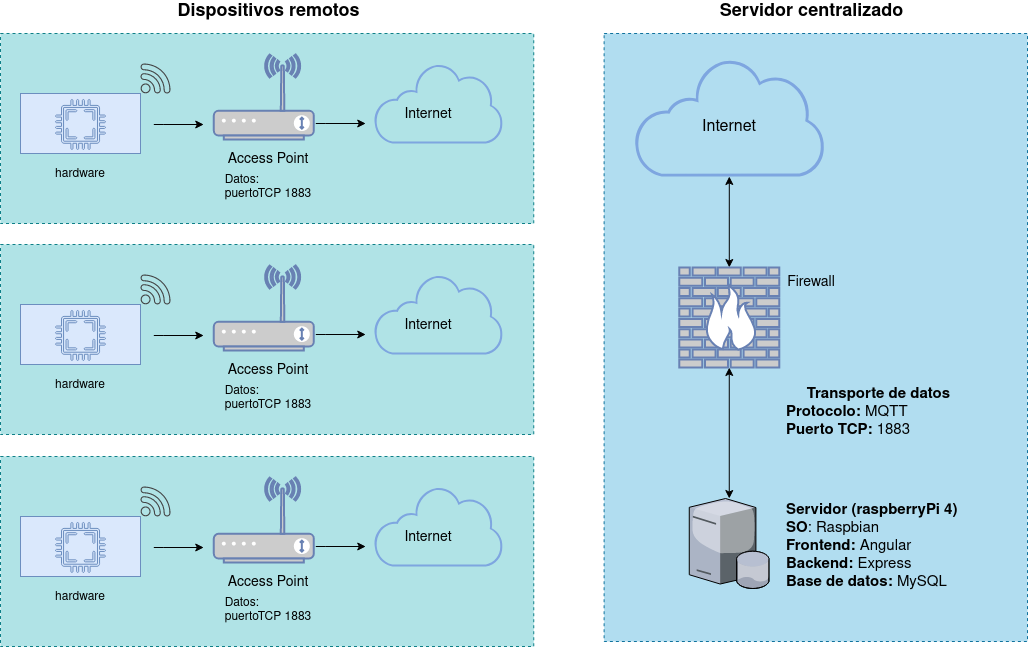 Dispositivos remotos
Internet
hardware
Access Point
Datos:
puertoTCP 1883
Internet
hardware
Access Point
Datos:
puertoTCP 1883
Internet
hardware
Access Point
Datos:
puertoTCP 1883
Servidor centralizado
Internet
Firewall
Transporte de datos
Protocolo: MQTT
Puerto TCP: 1883
Servidor (raspberryPi 4)
SO: Raspbian
Frontend: Angular
Backend: Express
Base de datos: MySQL